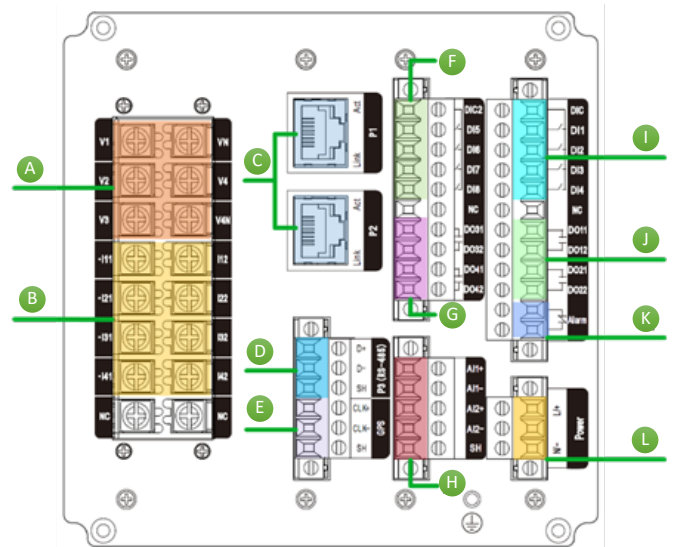 A
V1 VN
V2 V4
V3 V4N
B
-I11 I12
-I21 I22
-I31 I32
-I41 I42
NC NC
C
Act
Link
P1
Act
Link
P2
D
D+
D-
SH
P3 (RS-485)
E
CLK+
CLK-
SH
GPS
F
DIC2
DI5
DI6
DI7
DI8
NC
DO31
DO32
DO41
DO42
G
AI1+
AI1-
AI2+
AI2-
SH
H
DIC
DI1
DI2
DI3
DI4
NC
DO11
DO12
DO21
DO22
Alarm
I
J
K
L/+
N/-
Power
L